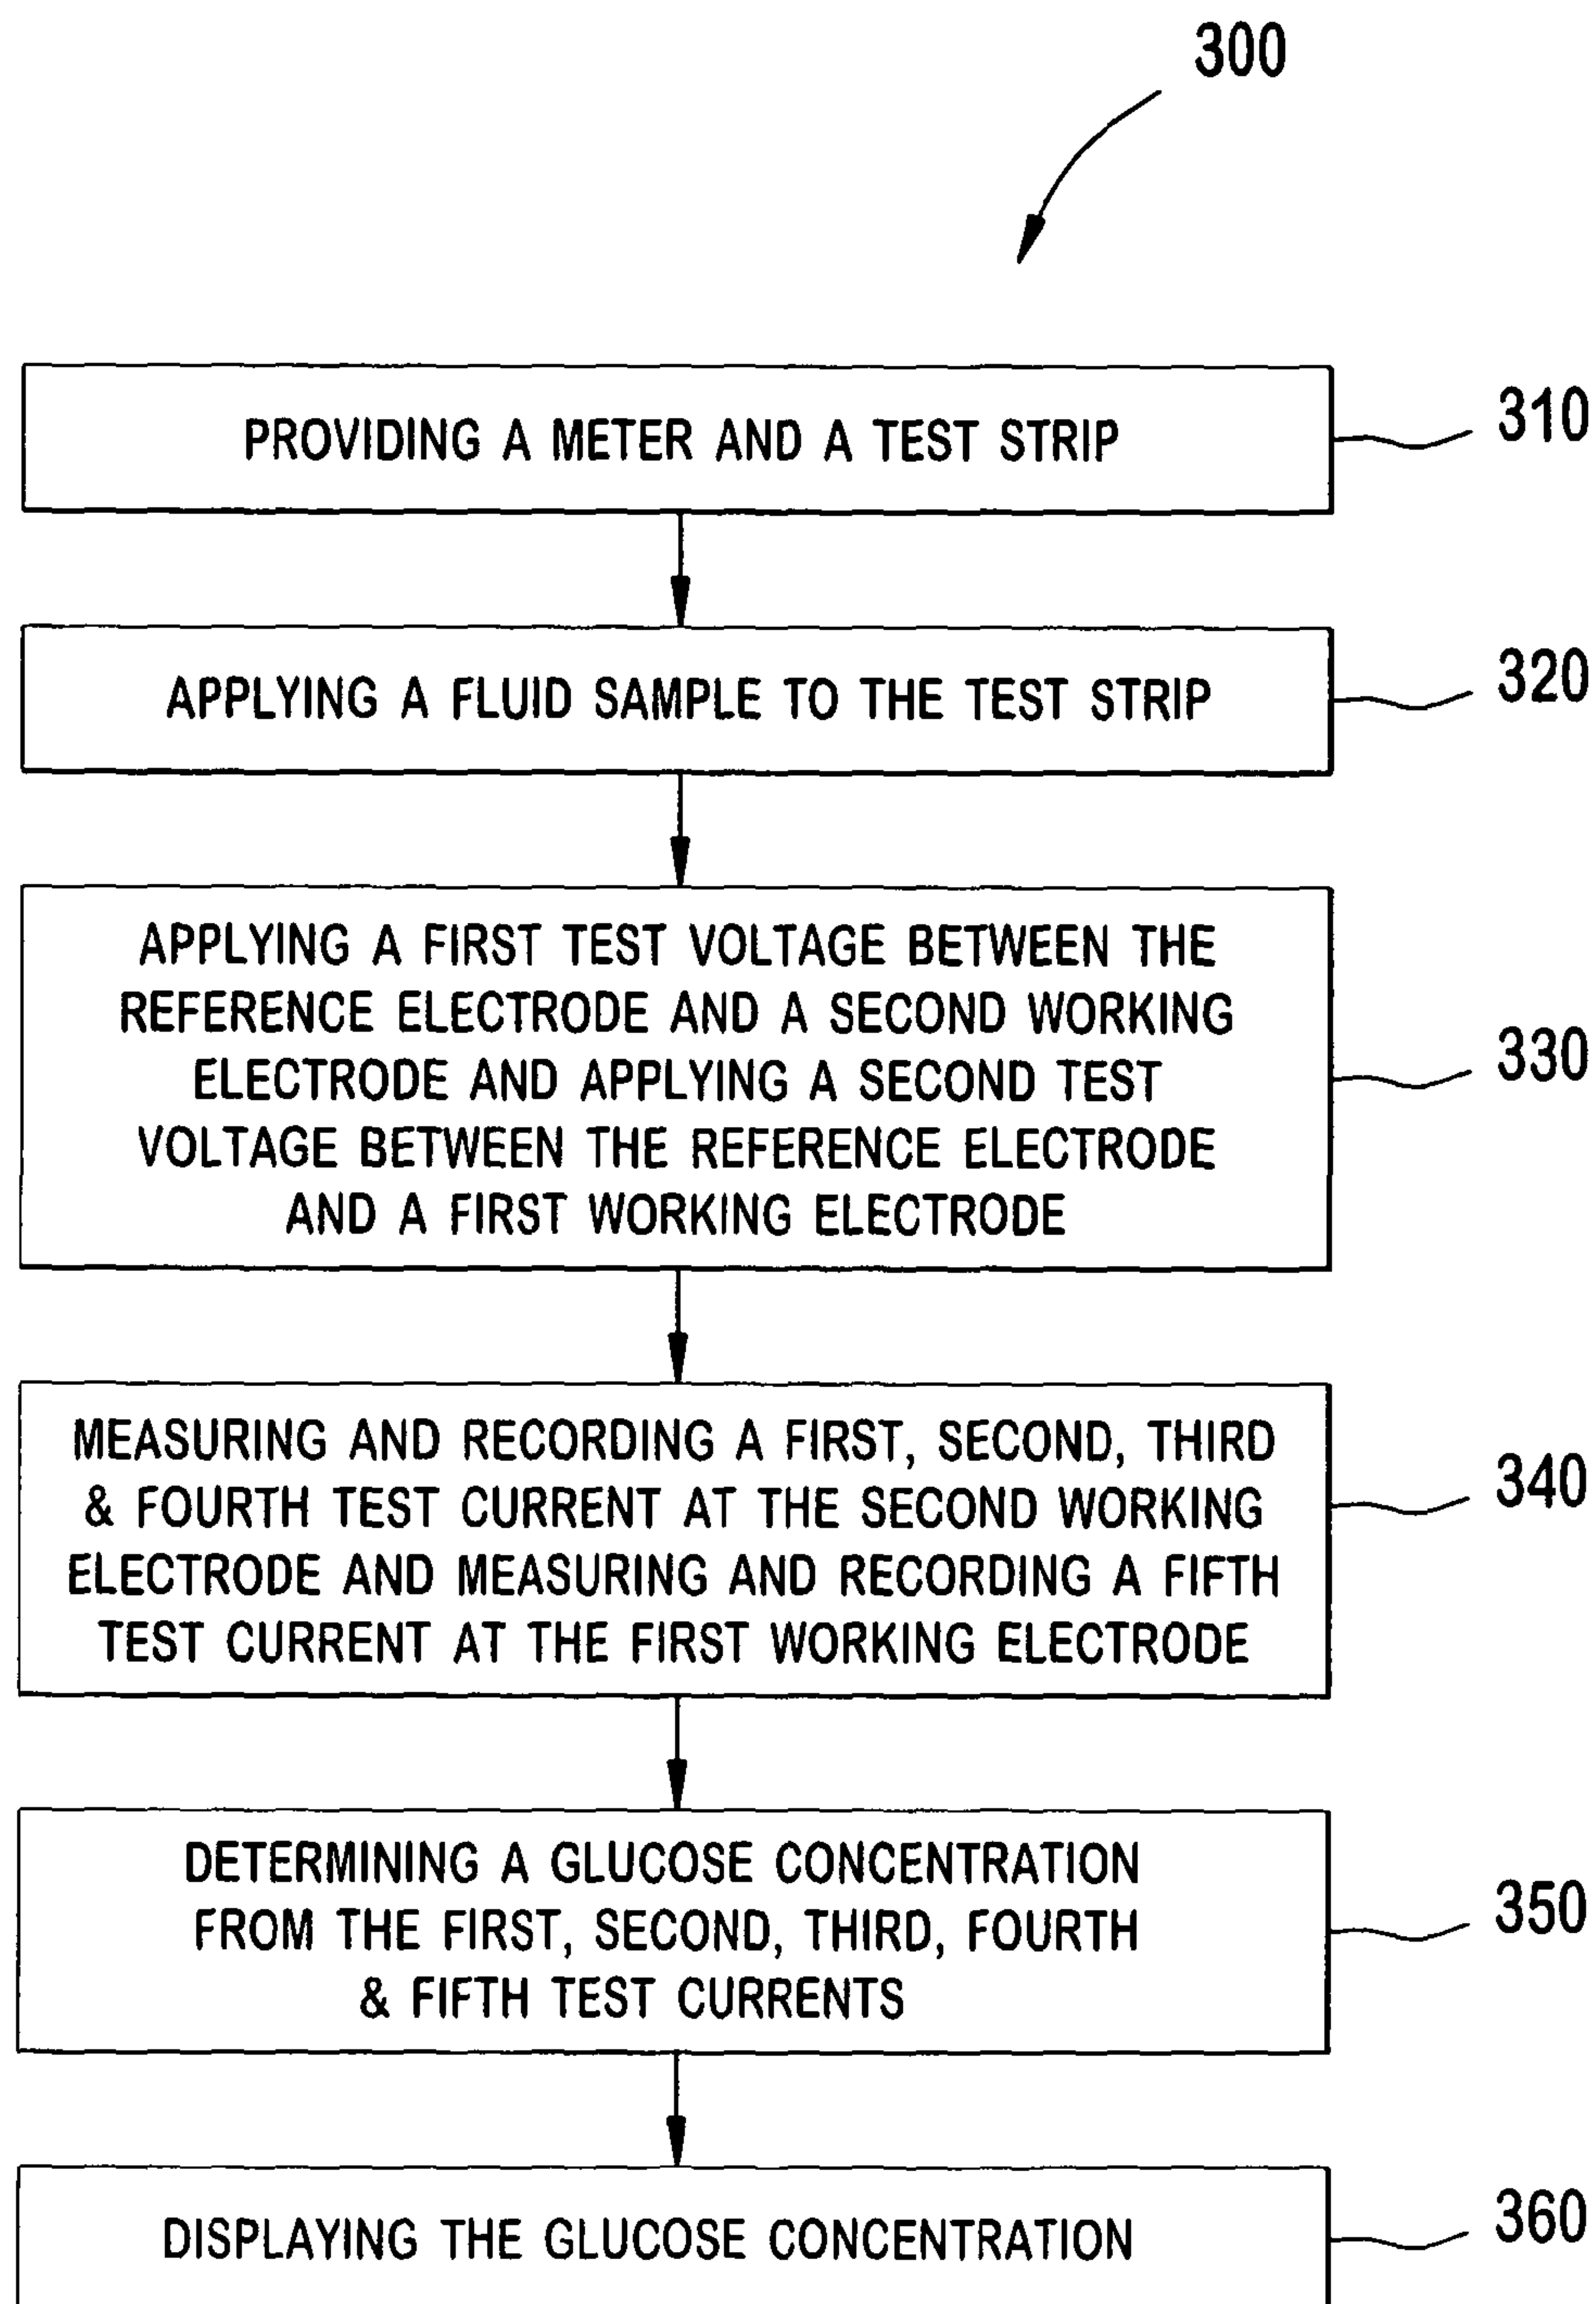 300
PROVIDING A METER AND A TEST STRIP
310
APPLYING A FLUID SAMPLE TO THE TEST STRIP
320
APPLYING A FIRST TEST VOLTAGE BETWEEN THE
REFERENCE ELECTRODE AND A SECOND WORKING
ELECTRODE AND APPLYING A SECOND TEST
VOLTAGE BETWEEN THE REFERENCE ELECTRODE
AND A FIRST WORKING ELECTRODE
330
MEASURING AND RECORDING A FIRST, SECOND, THIRD
& FOURTH TEST CURRENT AT THE SECOND WORKING
ELECTRODE AND MEASURING AND RECORDING A FIFTH
TEST CURRENT AT THE FIRST WORKING ELECTRODE
340
DETERMINING A GLUCOSE CONCENTRATION
FROM THE FIRST, SECOND, THIRD, FOURTH
& FIFTH TEST CURRENTS
350
DISPLAYING THE GLUCOSE CONCENTRATION
360